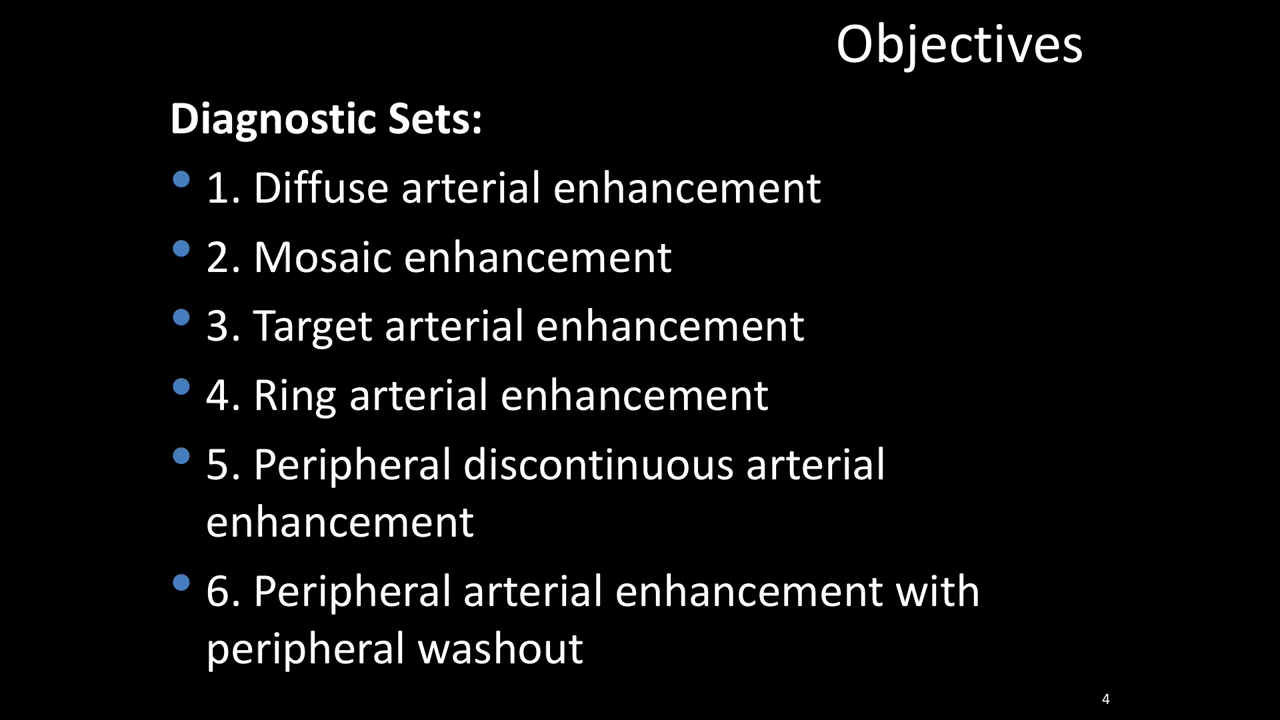 Objectives
Diagnostic Sets:
• 1. Diffuse arterial enhancement
• 2. Mosaic enhancement
• 3. Target arterial enhancement
• 4. Ring arterial enhancement
• 5. Peripheral discontinuous arterial
enhancement
• 6. Peripheral arterial enhancement with
peripheral washout
4